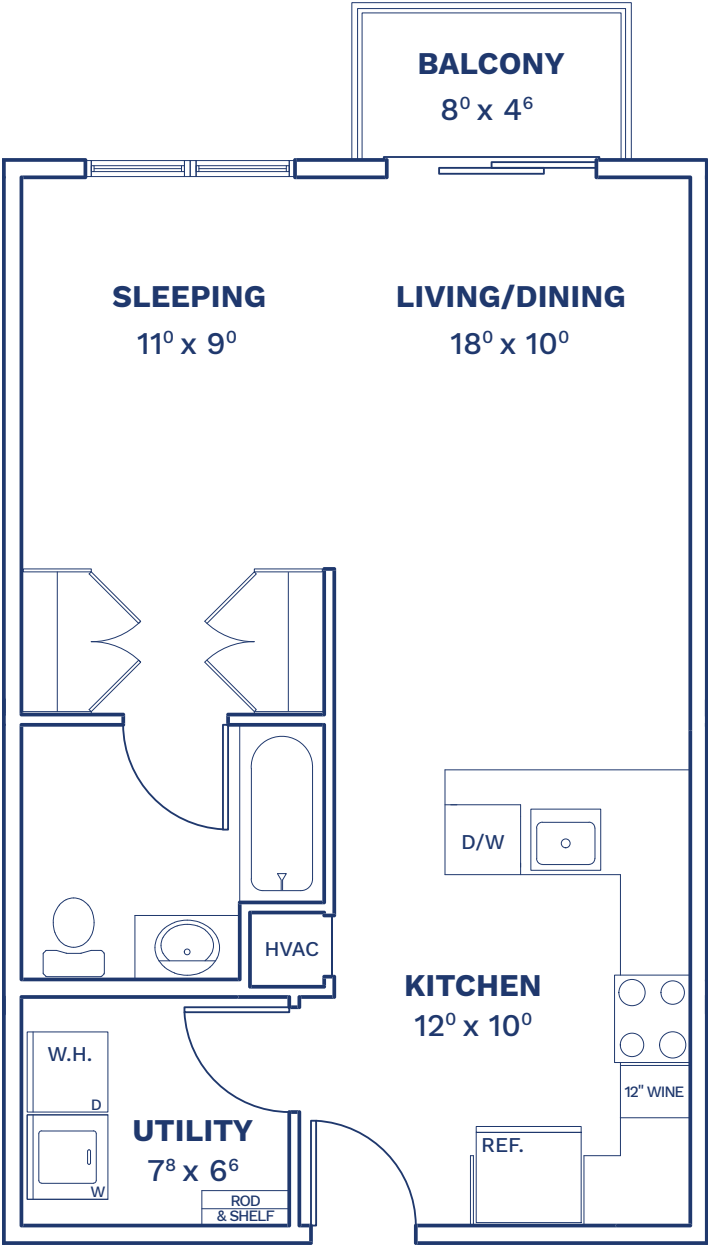 BALCONY
8⁰ x 4⁶
SLEEPING
11⁰ x 9⁰
LIVING/DINING
18⁰ x 10⁰
D/W
HVAC
KITCHEN
12⁰ x 10⁰
W.H.
D
12" WINE
UTILITY
7⁸ x 6⁶
REF.
W
ROD
& SHELF